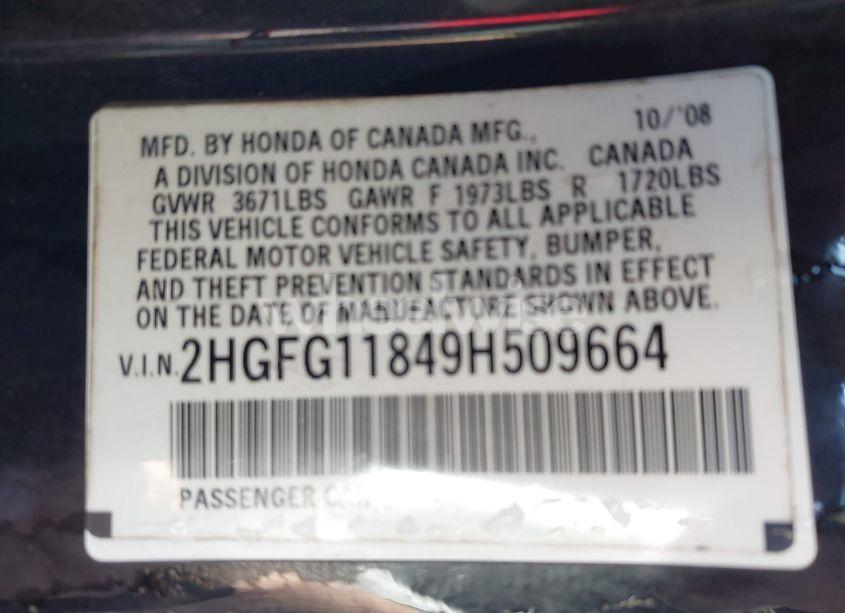 10/'08
MFD. BY HONDA OF CANADA MFG.,
A DIVISION OF HONDA CANADA INC. CANADA
GVWR 3671LBS GAWR F 1973LBS R 1720LBS
THIS VEHICLE CONFORMS TO ALL APPLICABLE
FEDERAL MOTOR VEHICLE SAFETY, BUMPER,
AND THEFT PREVENTION STANDARDS IN EFFECT
ON THE DATE OF MANUFACTURE SHOWN ABOVE.
V.I.N. 2HGFG11849H509664
PASSENGER CAR